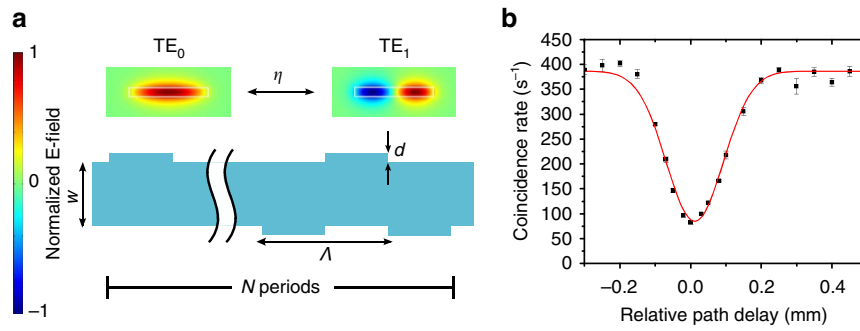 a
Normalized E-field
1
0
−1
TE₀
η
TE₁
d
w
Λ
N periods
b
Coincidence rate (s⁻¹)
450
400
350
300
250
200
150
100
50
0
−0.2 0.0 0.2 0.4
Relative path delay (mm)